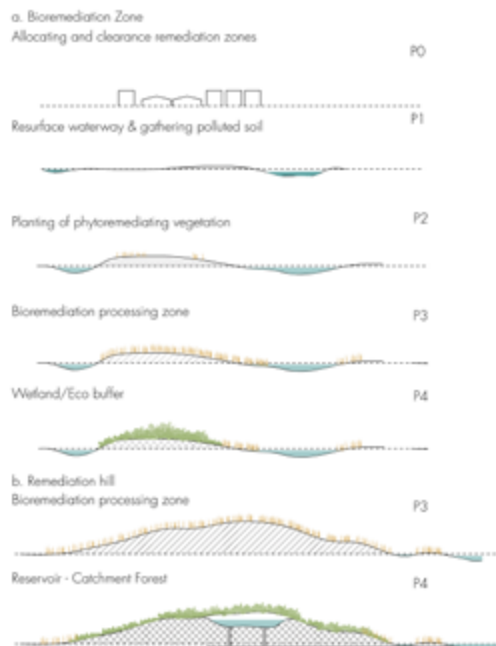 a. Bioremediation Zone
Allocating and clearance remediation zones
P0
P1
Resurface waterway & gathering polluted soil
Planting of phytoremediating vegetation
P2
Bioremediation processing zone
P3
Wetland/Eco buffer
P4
b. Remediation hill
Bioremediation processing zone
P3
Reservoir - Catchment Forest
P4